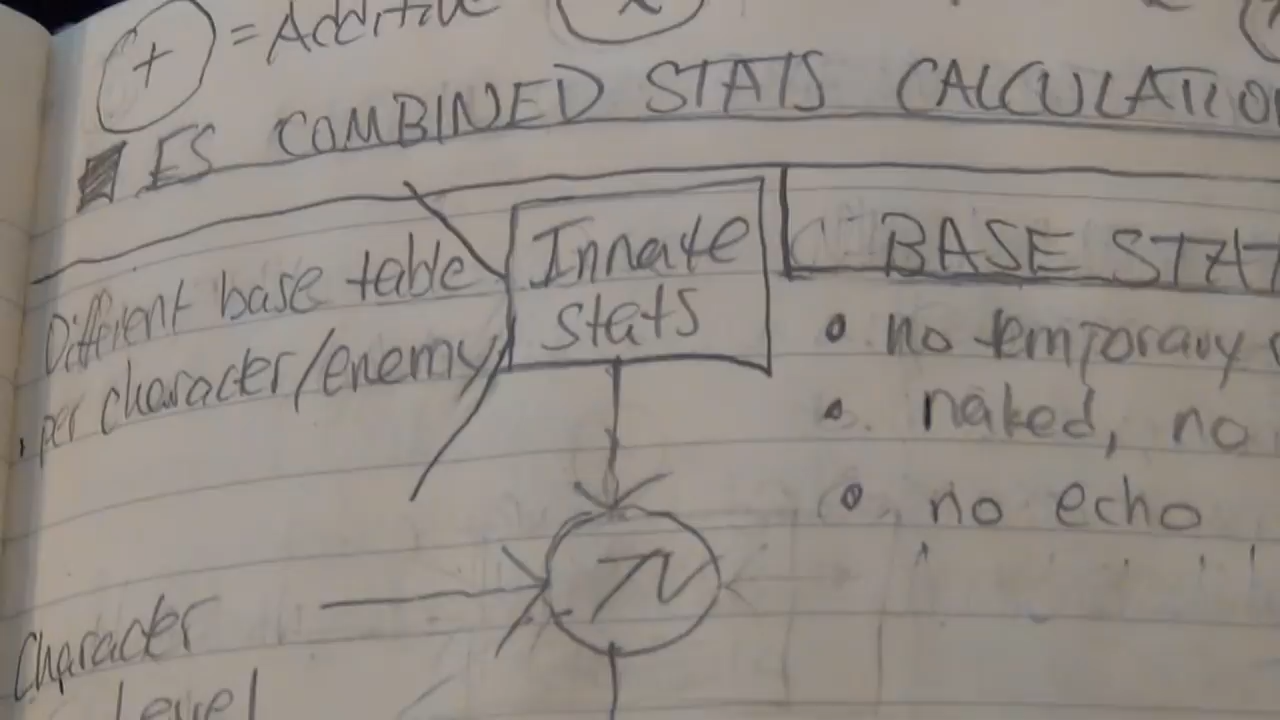 + = Additive
ES COMBINED STATS CALCULATIO
Innate
Stats
BASE STAT
Different base table
per character/enemy
• no temporary
• naked, no
• no echo
Character
Level